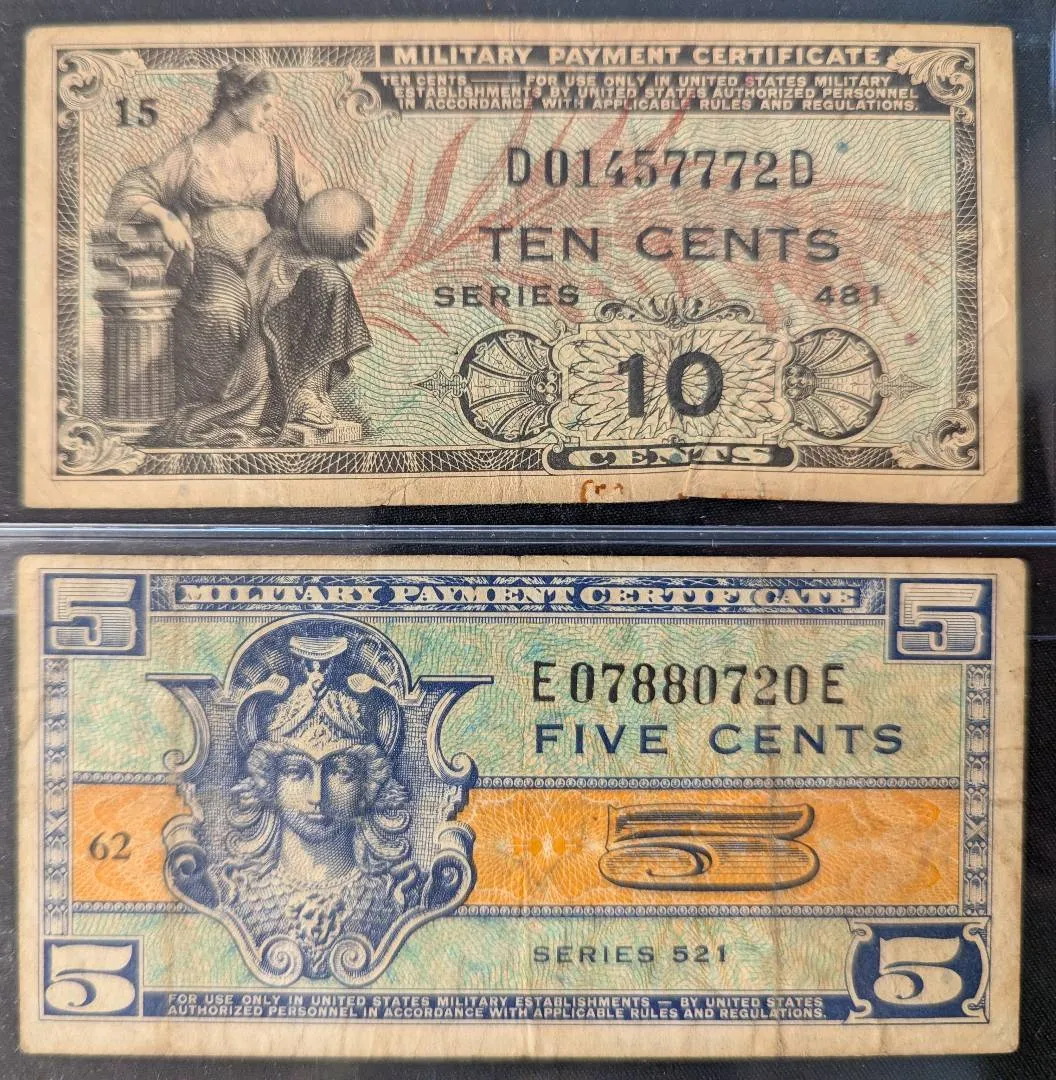 MILITARY PAYMENT CERTIFICATE
TEN CENTS — FOR USE ONLY IN UNITED STATES MILITARY
ESTABLISHMENTS BY UNITED STATES AUTHORIZED PERSONNEL
IN ACCORDANCE WITH APPLICABLE RULES AND REGULATIONS.
15
D01457772D
TEN CENTS
SERIES 481
10
CENTS
5 5
MILITARY PAYMENT CERTIFICATE
E07880720E
FIVE CENTS
62
5
SERIES 521
5 5
FOR USE ONLY IN UNITED STATES MILITARY ESTABLISHMENTS — BY UNITED STATES
AUTHORIZED PERSONNEL IN ACCORDANCE WITH APPLICABLE RULES AND REGULATIONS.